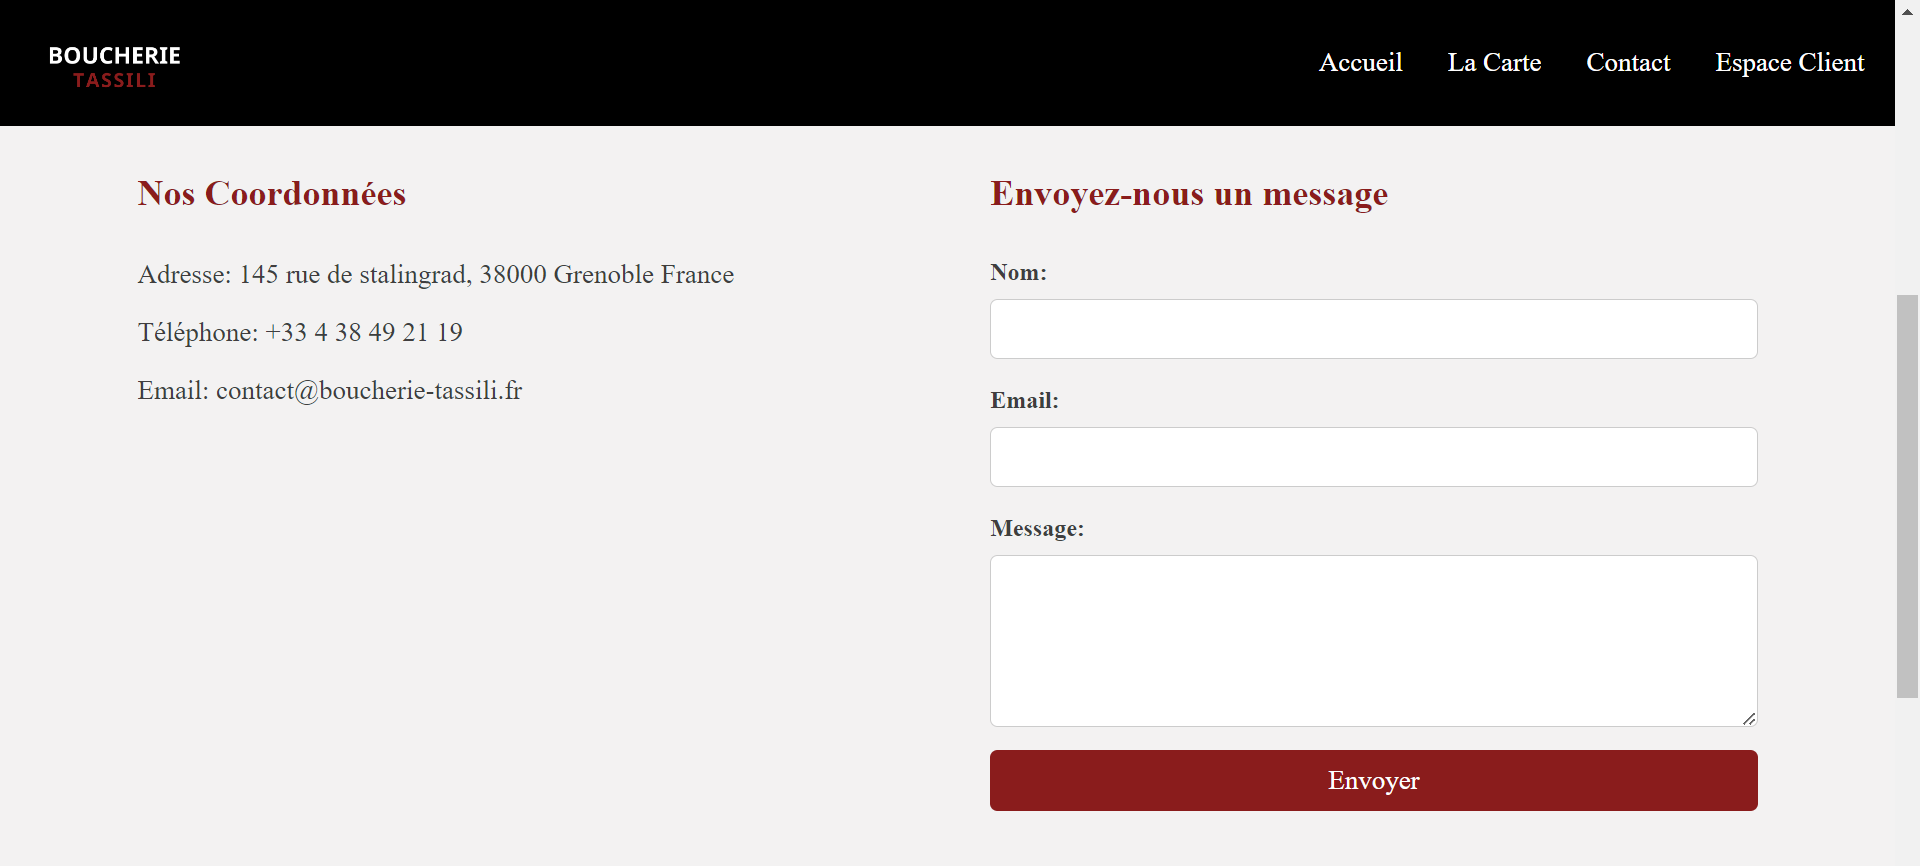 BOUCHERIE
TASSILI
Accueil La Carte Contact Espace Client
Nos Coordonnées
Adresse: 145 rue de stalingrad, 38000 Grenoble France
Téléphone: +33 4 38 49 21 19
Email: contact@boucherie-tassili.fr
Envoyez-nous un message
Nom:
Email:
Message:
Envoyer